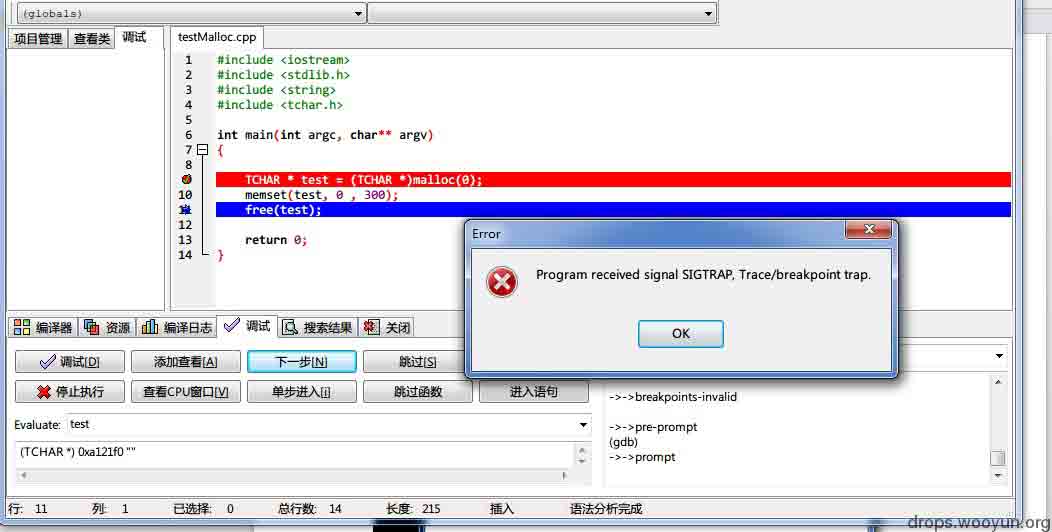 (globals)
项目管理 查看类 调试 testMalloc.cpp
1 #include <iostream>
2 #include <stdlib.h>
3 #include <string>
4 #include <tchar.h>
5
6 int main(int argc, char** argv)
7 {
8
TCHAR * test = (TCHAR *)malloc(0);
10 memset(test, 0 , 300);
free(test);
12
13 return 0;
14 }
Error
Program received signal SIGTRAP, Trace/breakpoint trap.
OK
编译器 资源 编译日志 调试 搜索结果 关闭
调试[D] 添加查看[A] 下一步[N] 跳过[S]
停止执行 查看CPU窗口[V] 单步进入[i] 跳过函数 进入语句
Evaluate: test
(TCHAR *) 0xa121f0 ""
->->breakpoints-invalid
->->pre-prompt
(gdb)
->->prompt
行: 11 列: 1 已选择: 0 总行数: 14 长度: 215 插入 语法分析完成
drops.wooyun.org